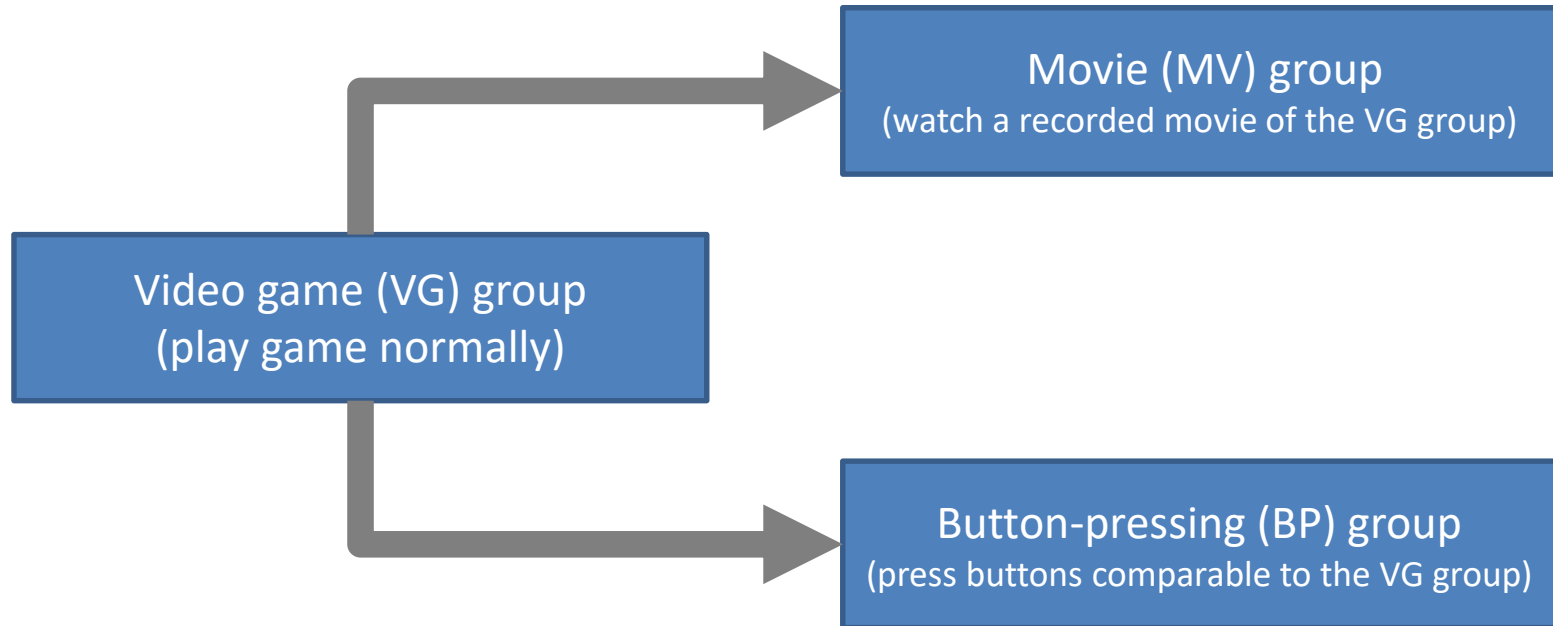 Movie (MV) group
(watch a recorded movie of the VG group)
Video game (VG) group
(play game normally)
Button-pressing (BP) group
(press buttons comparable to the VG group)